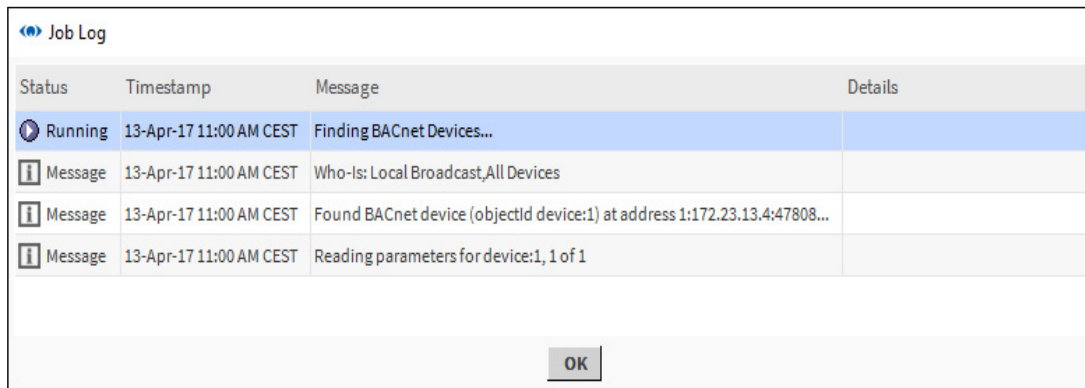 Job Log
Status Timestamp Message Details
Running 13-Apr-17 11:00 AM CEST Finding BACnet Devices...
Message 13-Apr-17 11:00 AM CEST Who-Is: Local Broadcast,All Devices
Message 13-Apr-17 11:00 AM CEST Found BACnet device (objectId device:1) at address 1:172.23.13.4:47808...
Message 13-Apr-17 11:00 AM CEST Reading parameters for device:1, 1 of 1
OK